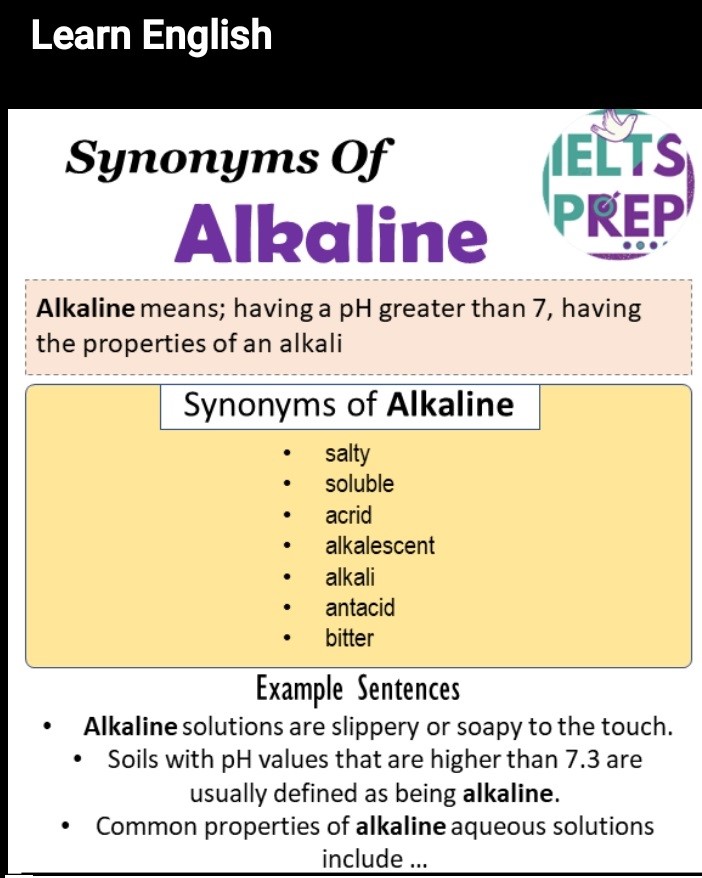 Learn English
Synonyms Of
Alkaline
IELTS
PREP
Alkaline means; having a pH greater than 7, having
the properties of an alkali
Synonyms of Alkaline
• salty
• soluble
• acrid
• alkalescent
• alkali
• antacid
• bitter
Example Sentences
• Alkaline solutions are slippery or soapy to the touch.
• Soils with pH values that are higher than 7.3 are
usually defined as being alkaline.
• Common properties of alkaline aqueous solutions
include ...